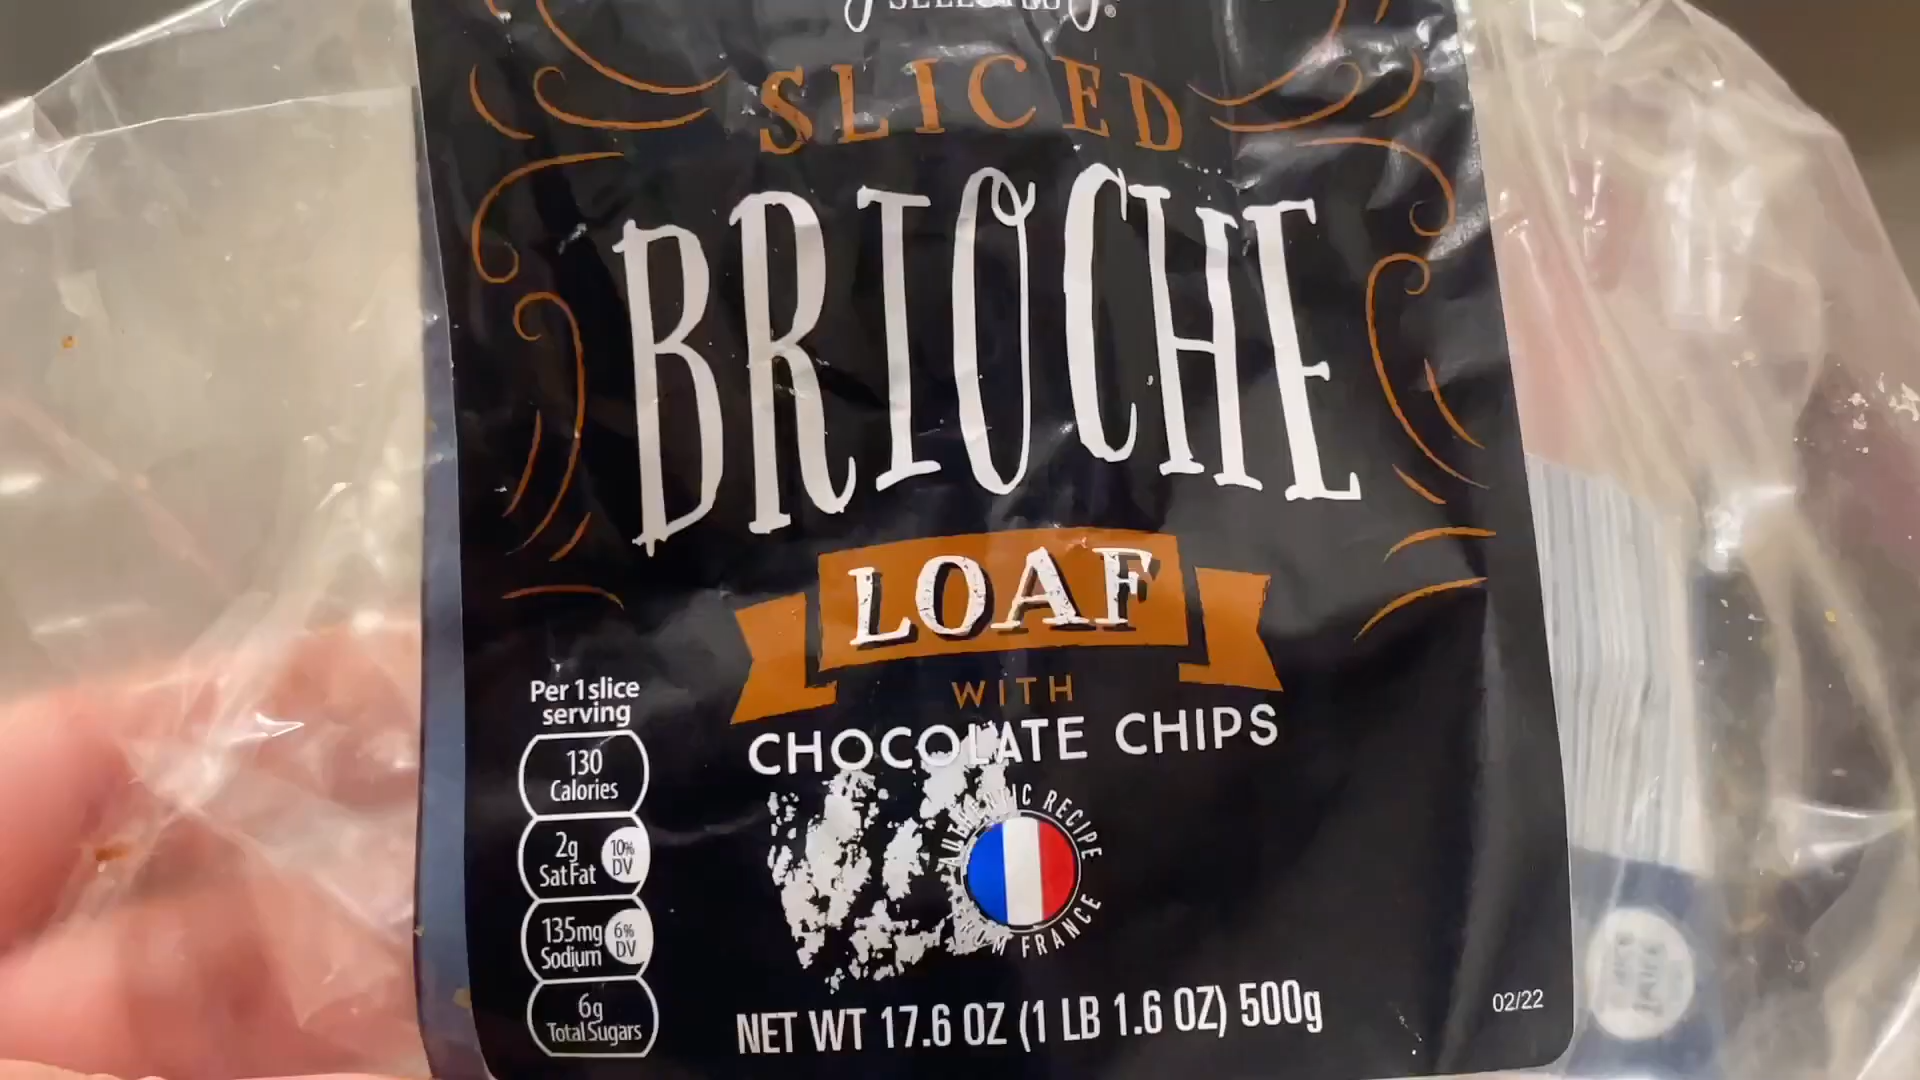 SLICED
BRIOCHE
LOAF
WITH
CHOCOLATE CHIPS
Per 1 slice
serving
130
Calories
2g
Sat Fat
10%
DV
135mg
Sodium
6%
DV
6g
Total Sugars
AUTHENTIC RECIPE
FROM FRANCE
NET WT 17.6 OZ (1 LB 1.6 OZ) 500g
02/22